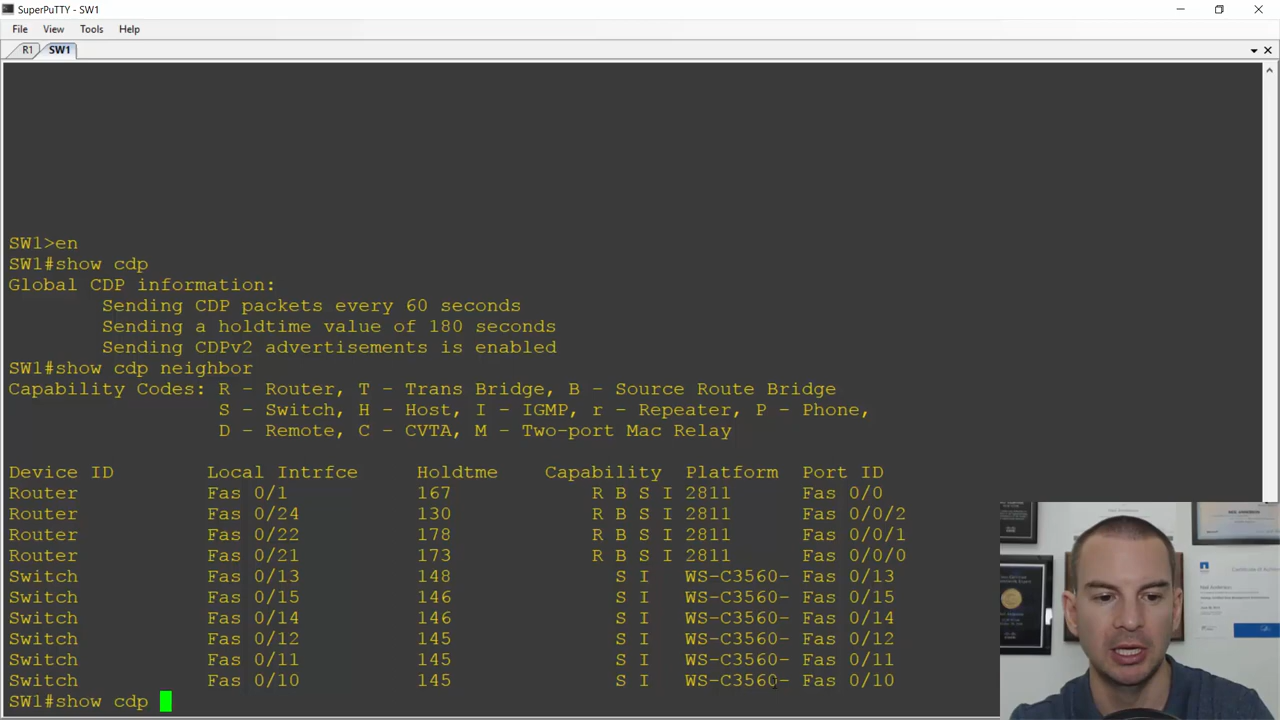 SuperPuTTY - SW1
File View Tools Help
R1 SW1
SW1>en
SW1#show cdp
Global CDP information:
        Sending CDP packets every 60 seconds
        Sending a holdtime value of 180 seconds
        Sending CDPv2 advertisements is enabled
SW1#show cdp neighbor
Capability Codes: R - Router, T - Trans Bridge, B - Source Route Bridge
                  S - Switch, H - Host, I - IGMP, r - Repeater, P - Phone,
                  D - Remote, C - CVTA, M - Two-port Mac Relay
Device ID        Local Intrfce     Holdtme    Capability  Platform  Port ID
Router           Fas 0/1           167            R B S I 2811      Fas 0/0
Router           Fas 0/24          130            R B S I 2811      Fas 0/0/2
Router           Fas 0/22          178            R B S I 2811      Fas 0/0/1
Router           Fas 0/21          173            R B S I 2811      Fas 0/0/0
Switch           Fas 0/13          148              S I   WS-C3560- Fas 0/13
Switch           Fas 0/15          146              S I   WS-C3560- Fas 0/15
Switch           Fas 0/14          146              S I   WS-C3560- Fas 0/14
Switch           Fas 0/12          145              S I   WS-C3560- Fas 0/12
Switch           Fas 0/11          145              S I   WS-C3560- Fas 0/11
Switch           Fas 0/10          145              S I   WS-C3560- Fas 0/10
SW1#show cdp